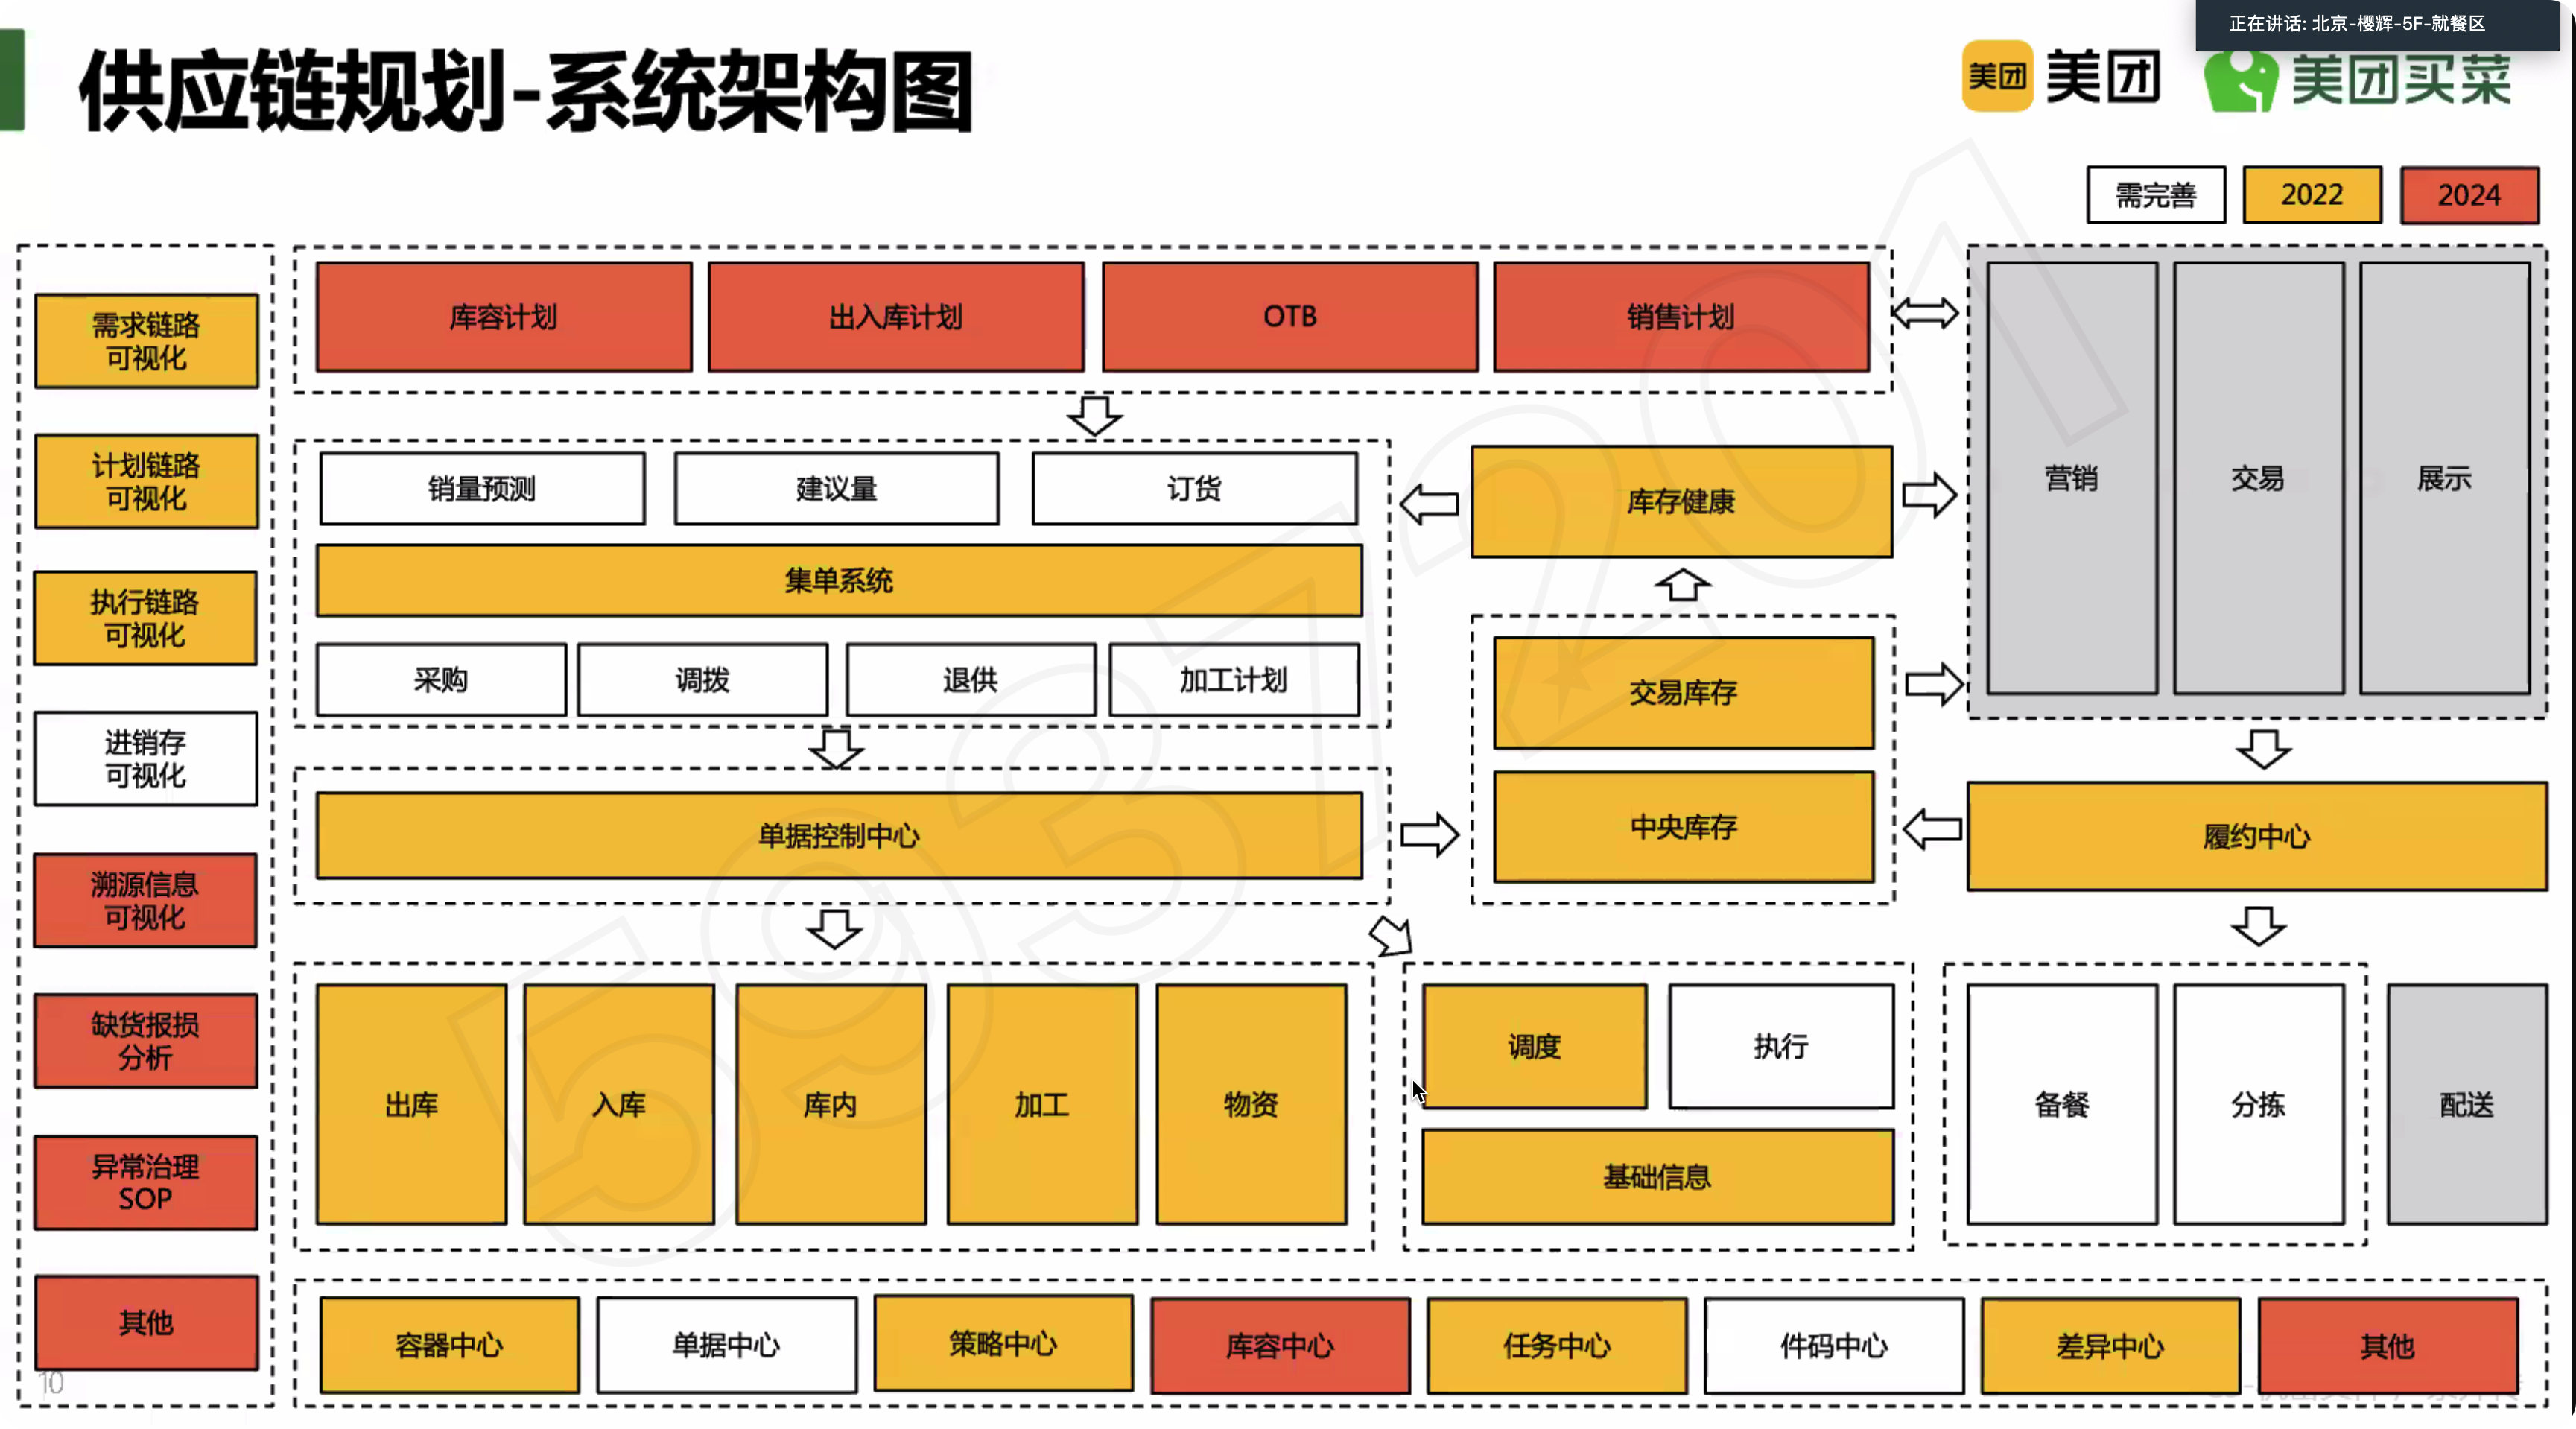 正在讲话: 北京-樱辉-5F-就餐区
供应链规划-系统架构图
美团
美团
美团买菜
需完善
2022
2024
需求链路
可视化
计划链路
可视化
执行链路
可视化
进销存
可视化
溯源信息
可视化
缺货报损
分析
异常治理
SOP
其他
库容计划
出入库计划
OTB
销售计划
销量预测
建议量
订货
集单系统
采购
调拨
退供
加工计划
单据控制中心
库存健康
交易库存
中央库存
营销
交易
展示
履约中心
出库
入库
库内
加工
物资
调度
执行
基础信息
备餐
分拣
配送
容器中心
单据中心
策略中心
库容中心
任务中心
件码中心
差异中心
其他
10
5937201